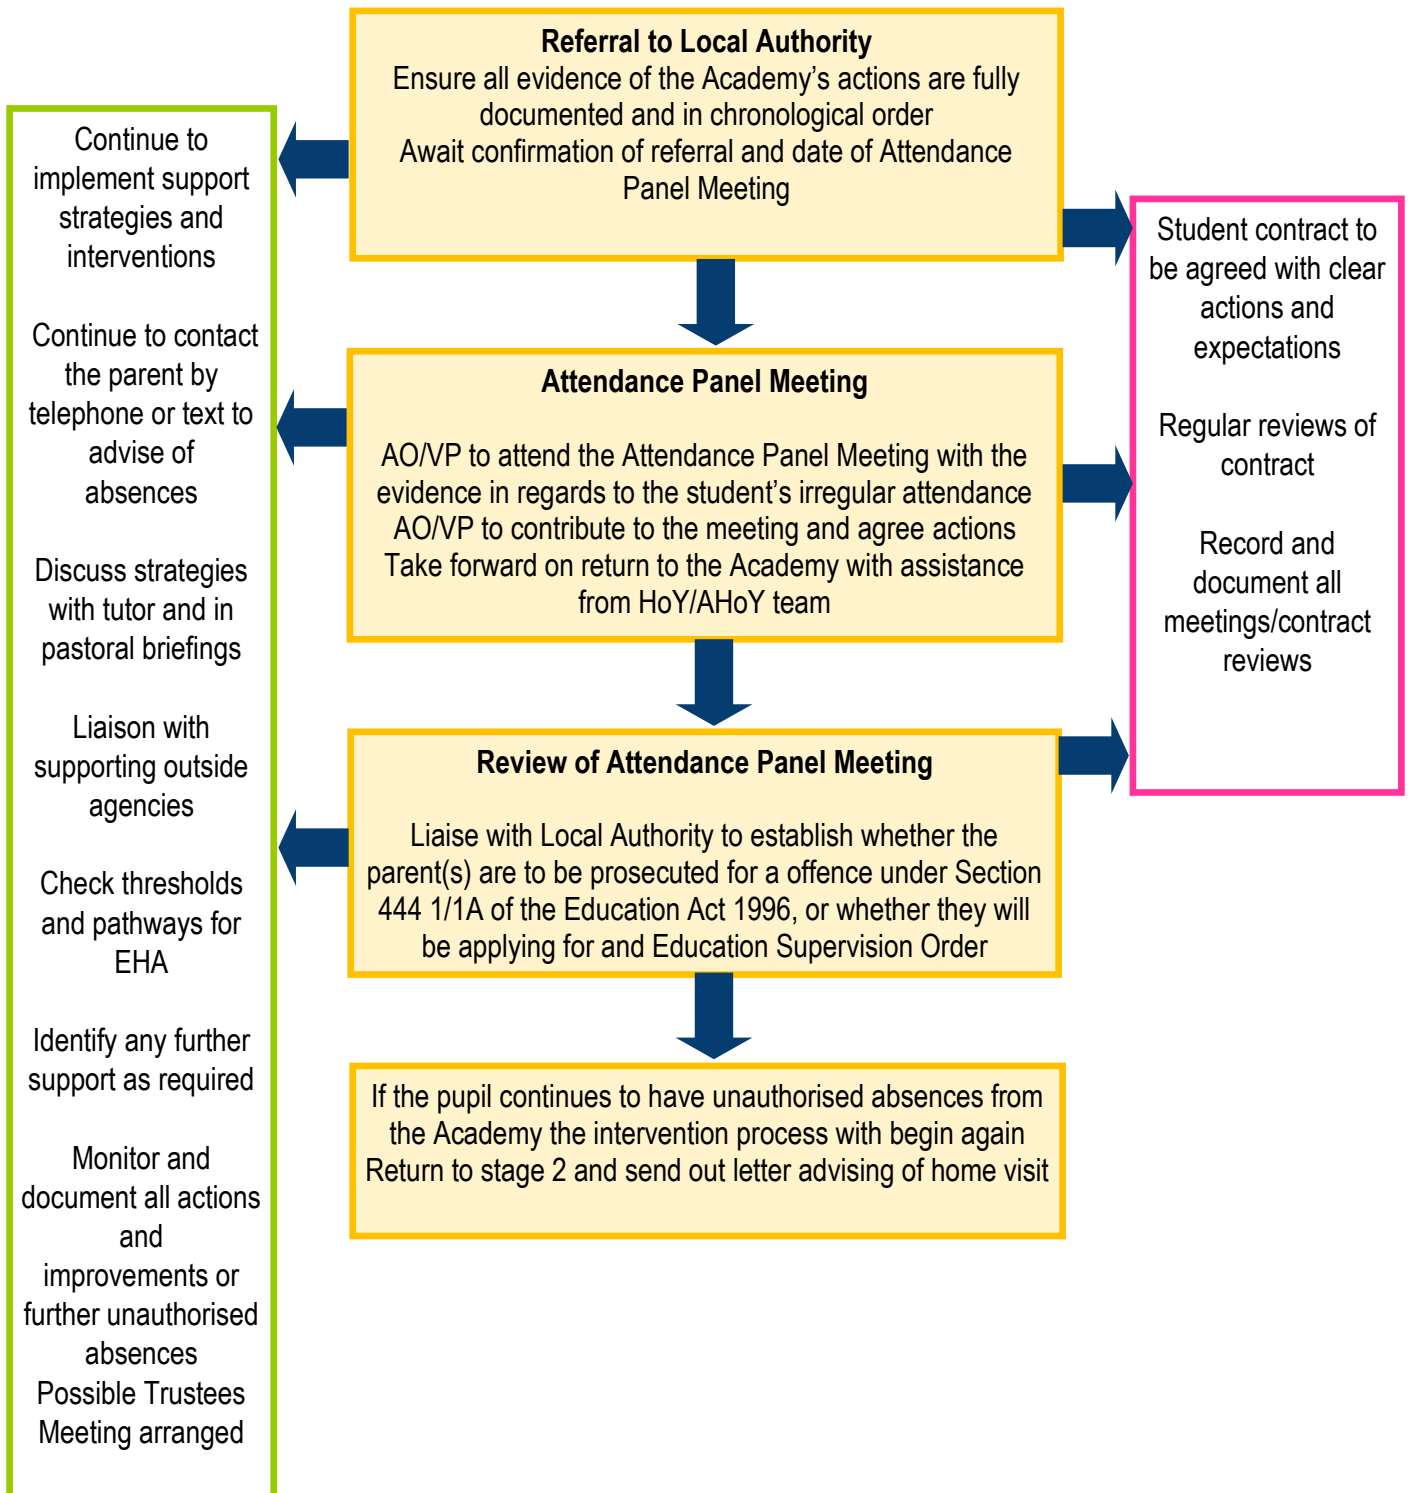 Referral to Local Authority
Ensure all evidence of the Academy’s actions are fully
documented and in chronological order
Await confirmation of referral and date of Attendance
Panel Meeting
Continue to
implement support
strategies and
interventions
Continue to contact
the parent by
telephone or text to
advise of
absences
Discuss strategies
with tutor and in
pastoral briefings
Liaison with
supporting outside
agencies
Check thresholds
and pathways for
EHA
Identify any further
support as required
Monitor and
document all actions
and
improvements or
further unauthorised
absences
Possible Trustees
Meeting arranged
Student contract to
be agreed with clear
actions and
expectations
Regular reviews of
contract
Record and
document all
meetings/contract
reviews
Attendance Panel Meeting
AO/VP to attend the Attendance Panel Meeting with the
evidence in regards to the student’s irregular attendance
AO/VP to contribute to the meeting and agree actions
Take forward on return to the Academy with assistance
from HoY/AHoY team
Review of Attendance Panel Meeting
Liaise with Local Authority to establish whether the
parent(s) are to be prosecuted for a offence under Section
444 1/1A of the Education Act 1996, or whether they will
be applying for and Education Supervision Order
If the pupil continues to have unauthorised absences from
the Academy the intervention process with begin again
Return to stage 2 and send out letter advising of home visit